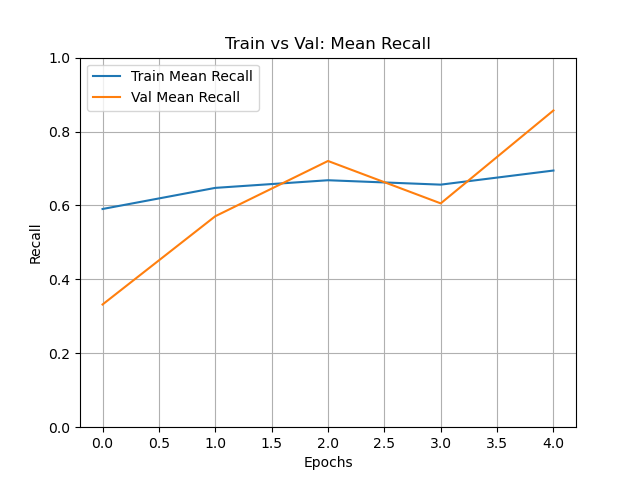 Train vs Val: Mean Recall
Train Mean Recall
Val Mean Recall
1.0
0.8
0.6
0.4
0.2
0.0
Recall
0.0 0.5 1.0 1.5 2.0 2.5 3.0 3.5 4.0
Epochs